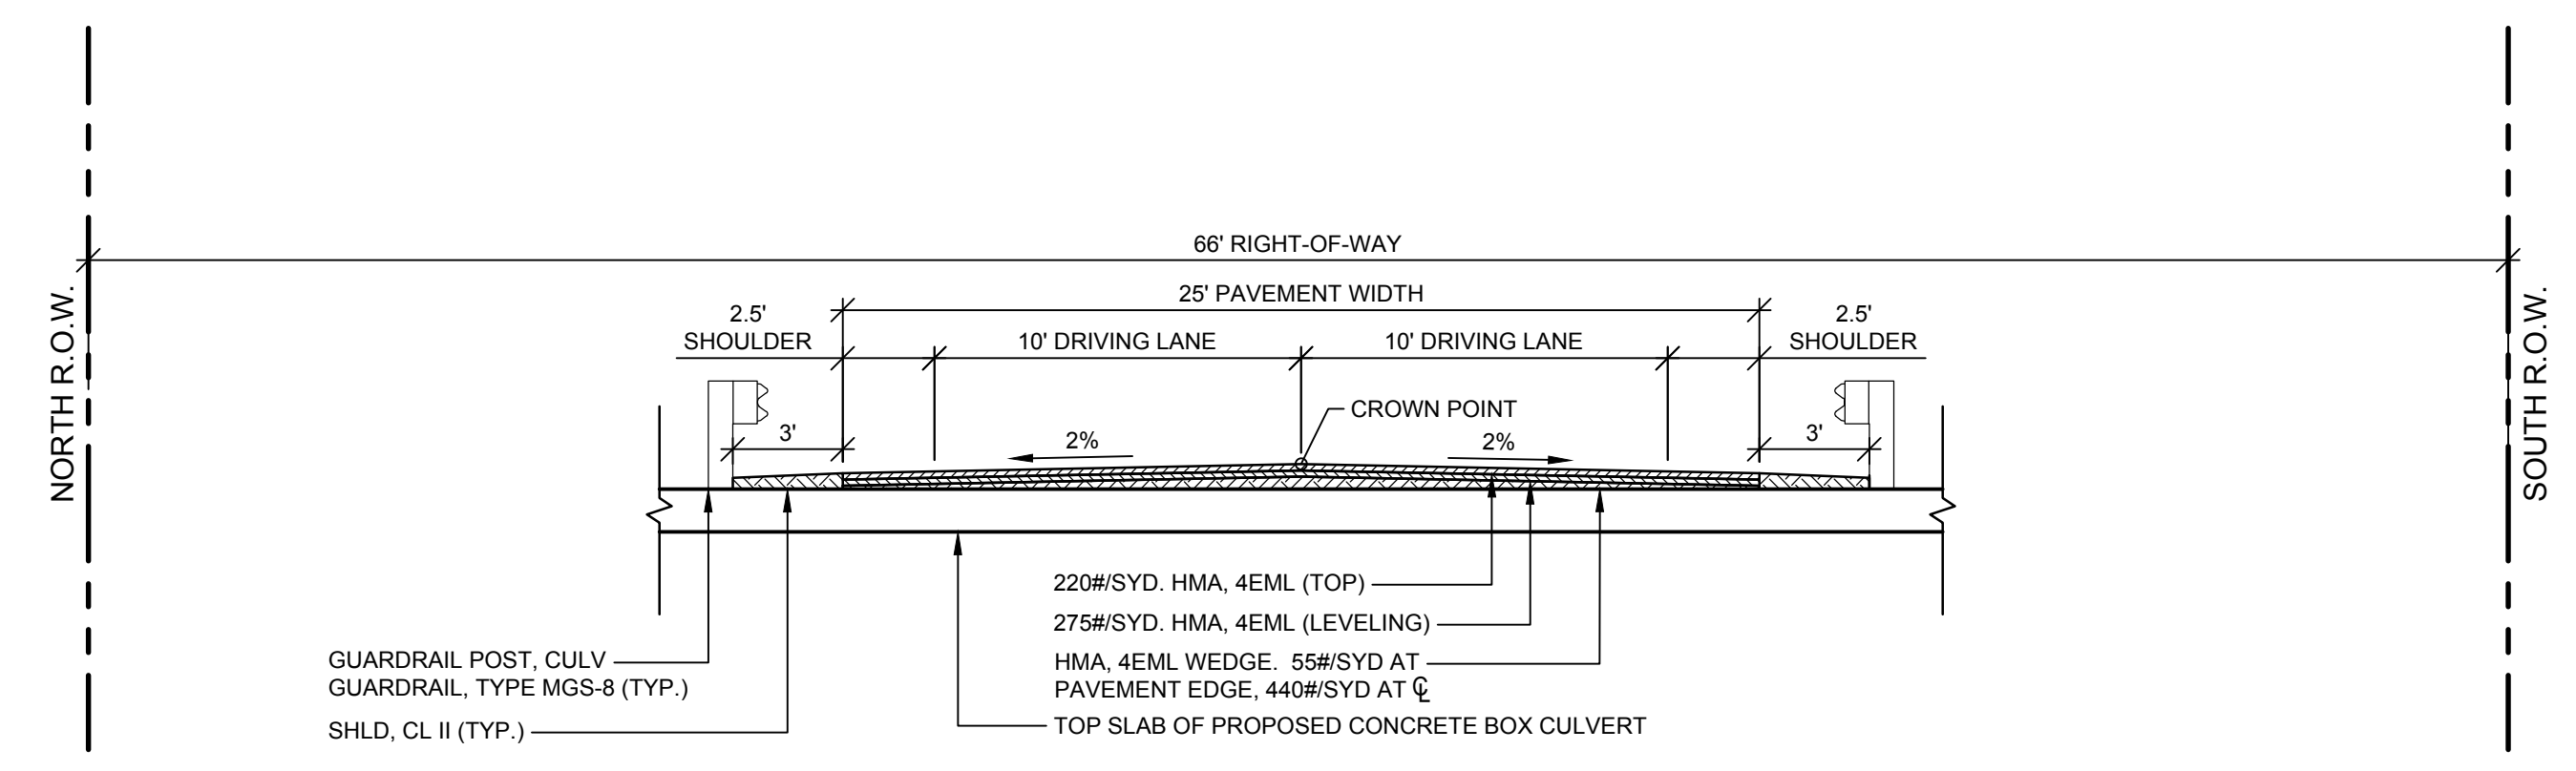 66' RIGHT-OF-WAY
25' PAVEMENT WIDTH
2.5'
SHOULDER
10' DRIVING LANE
10' DRIVING LANE
2.5'
SHOULDER
NORTH R.O.W.
SOUTH R.O.W.
CROWN POINT
3'
2%
2%
3'
220#/SYD. HMA, 4EML (TOP)
275#/SYD. HMA, 4EML (LEVELING)
HMA, 4EML WEDGE.  55#/SYD AT
PAVEMENT EDGE, 440#/SYD AT ℄
TOP SLAB OF PROPOSED CONCRETE BOX CULVERT
GUARDRAIL POST, CULV
GUARDRAIL, TYPE MGS-8 (TYP.)
SHLD, CL II (TYP.)